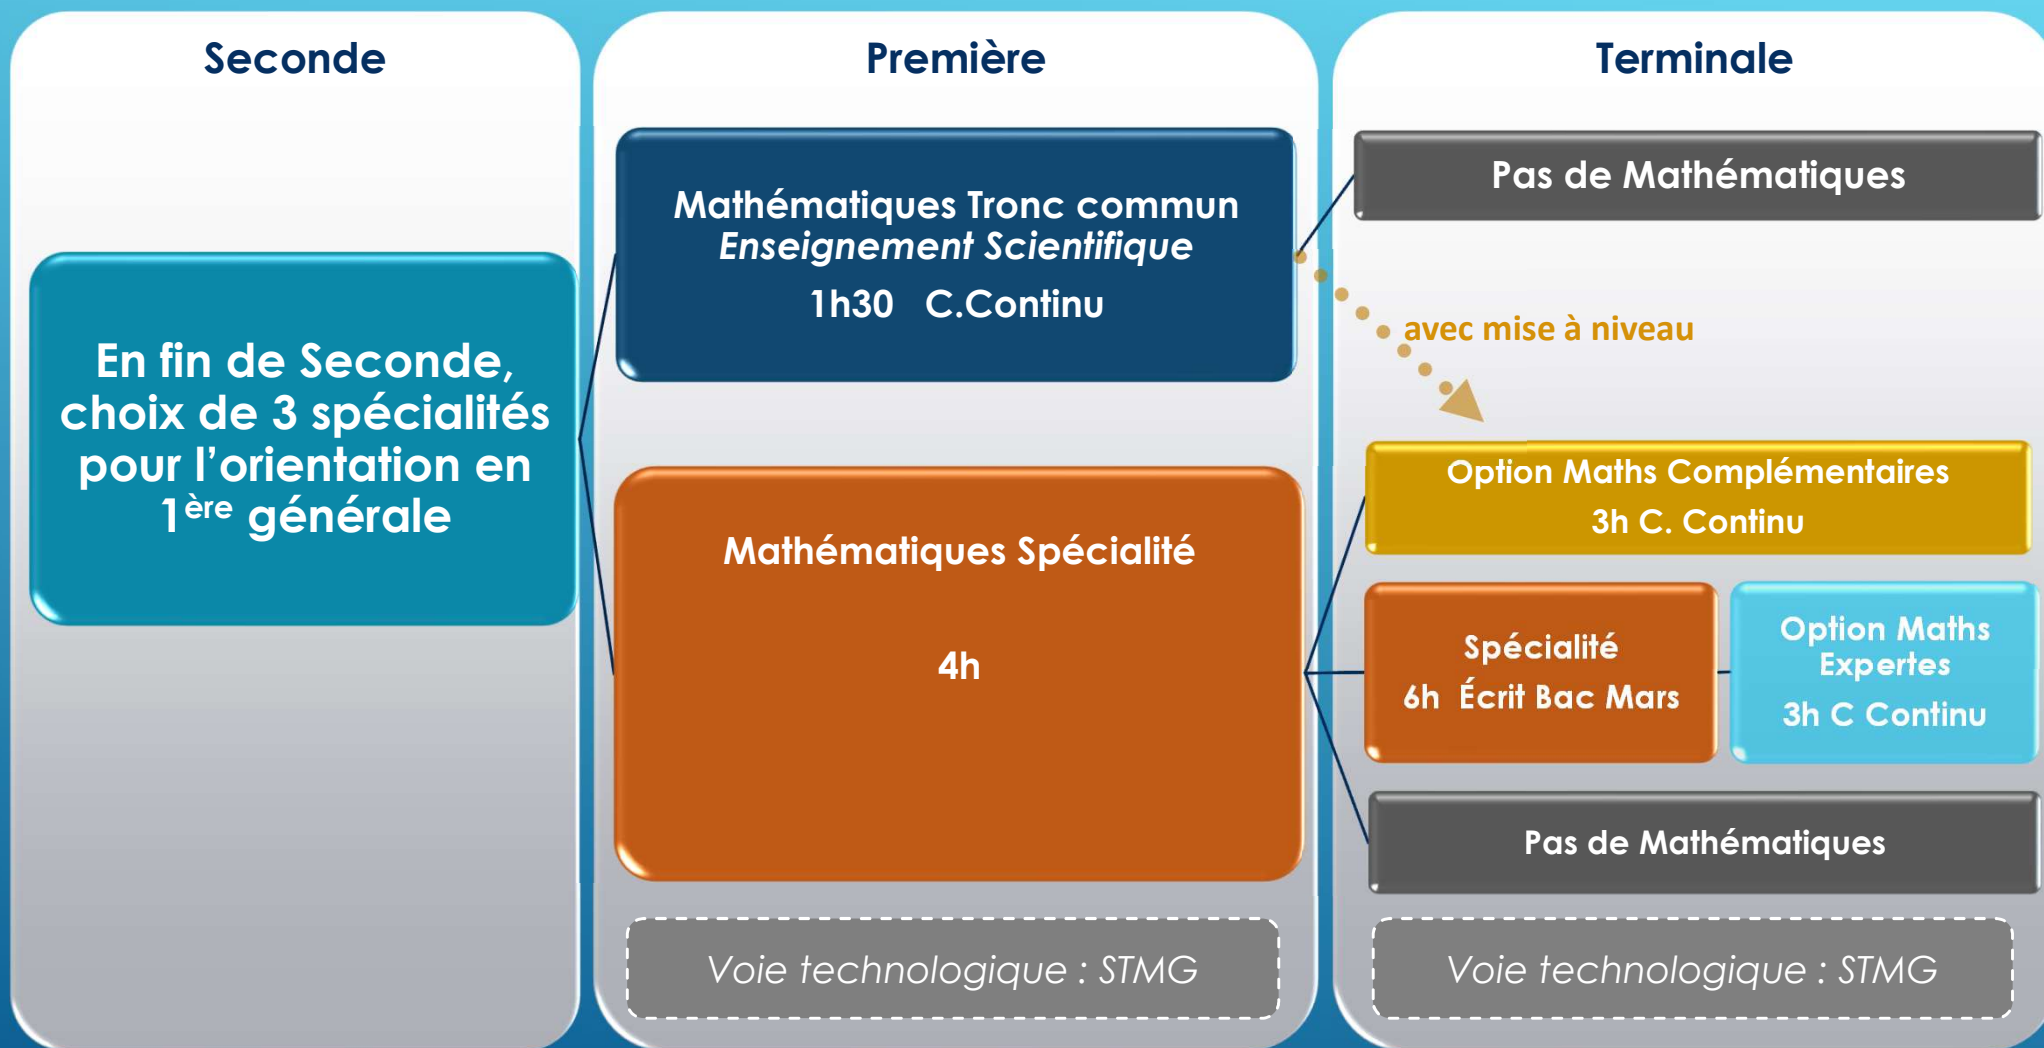 Seconde
En fin de Seconde,
choix de 3 spécialités
pour l'orientation en
1ère générale
Première
Mathématiques Tronc commun
Enseignement Scientifique
1h30 C.Continu
Mathématiques Spécialité
4h
Voie technologique : STMG
Terminale
Pas de Mathématiques
avec mise à niveau
Option Maths Complémentaires
3h C. Continu
Spécialité
6h Écrit Bac Mars
Option Maths
Expertes
3h C Continu
Pas de Mathématiques
Voie technologique : STMG